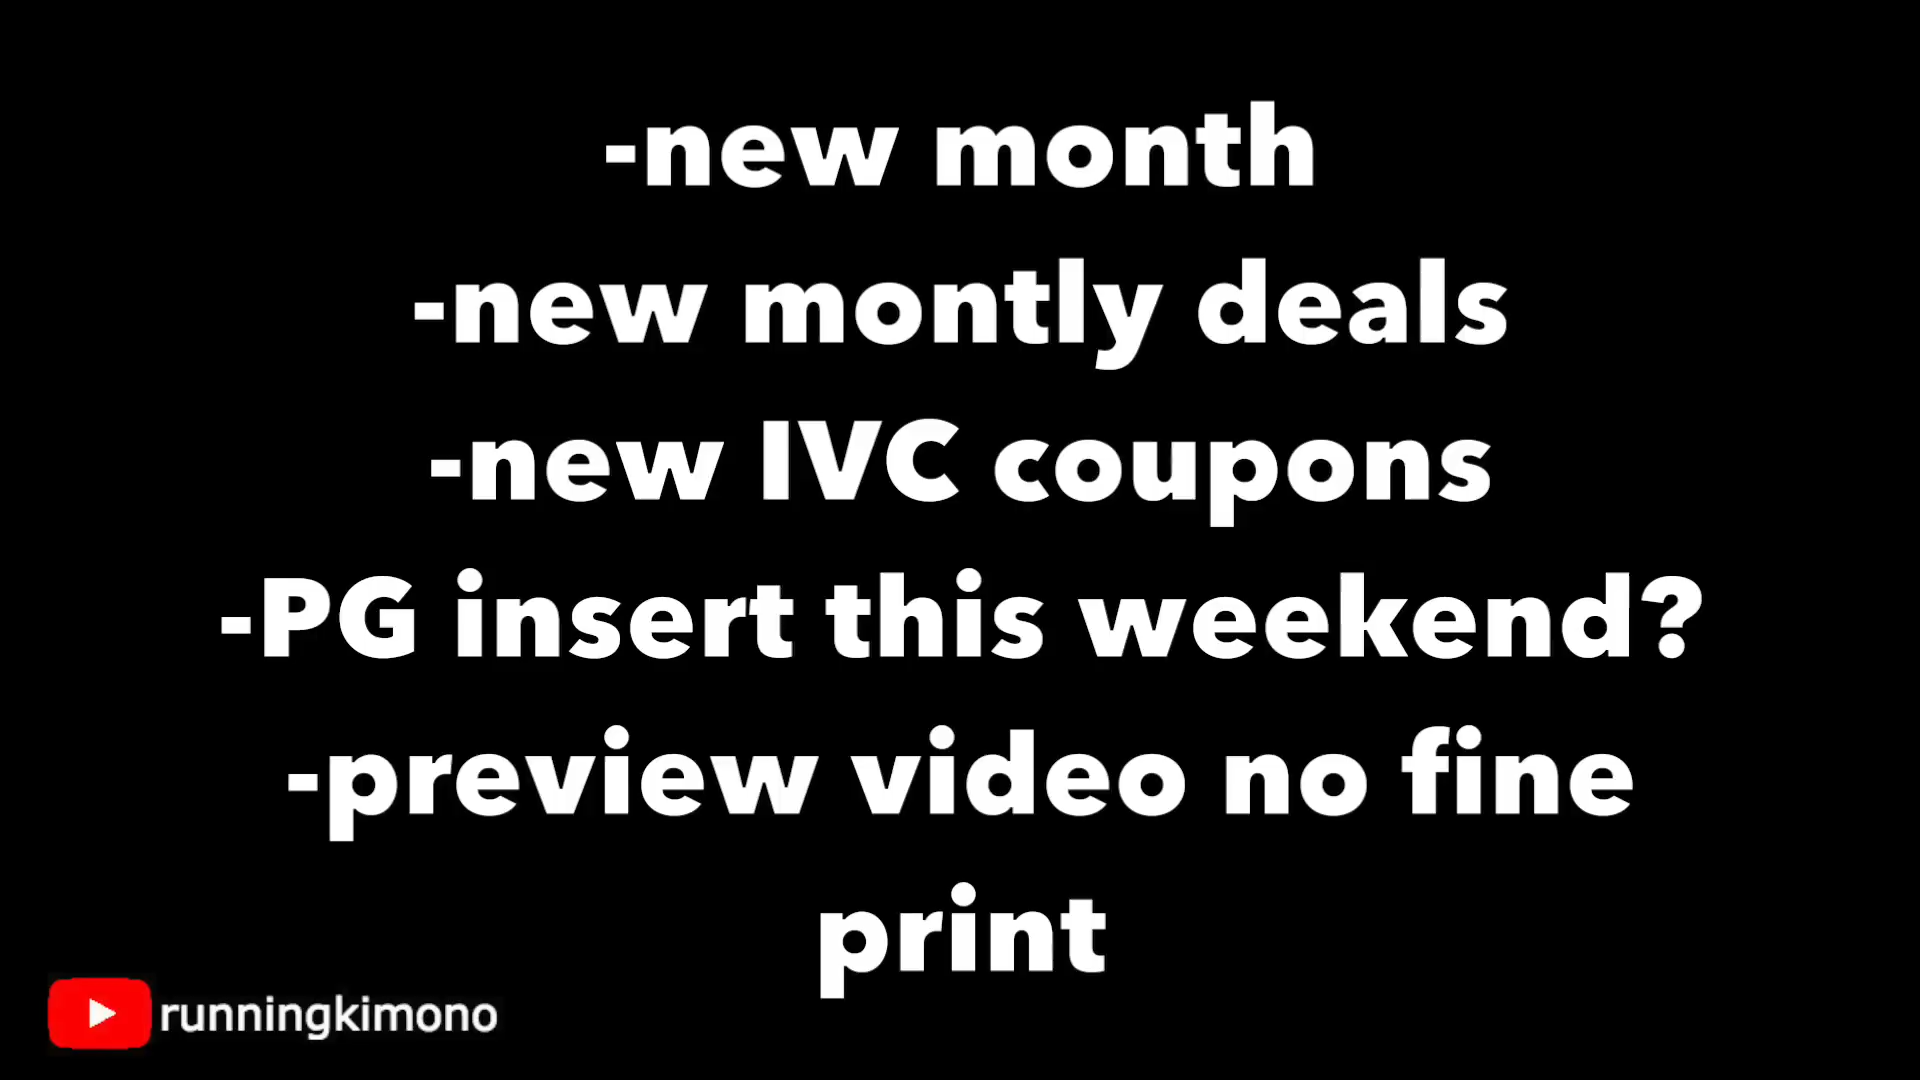 -new month
-new montly deals
-new IVC coupons
-PG insert this weekend?
-preview video no fine
print
runningkimono